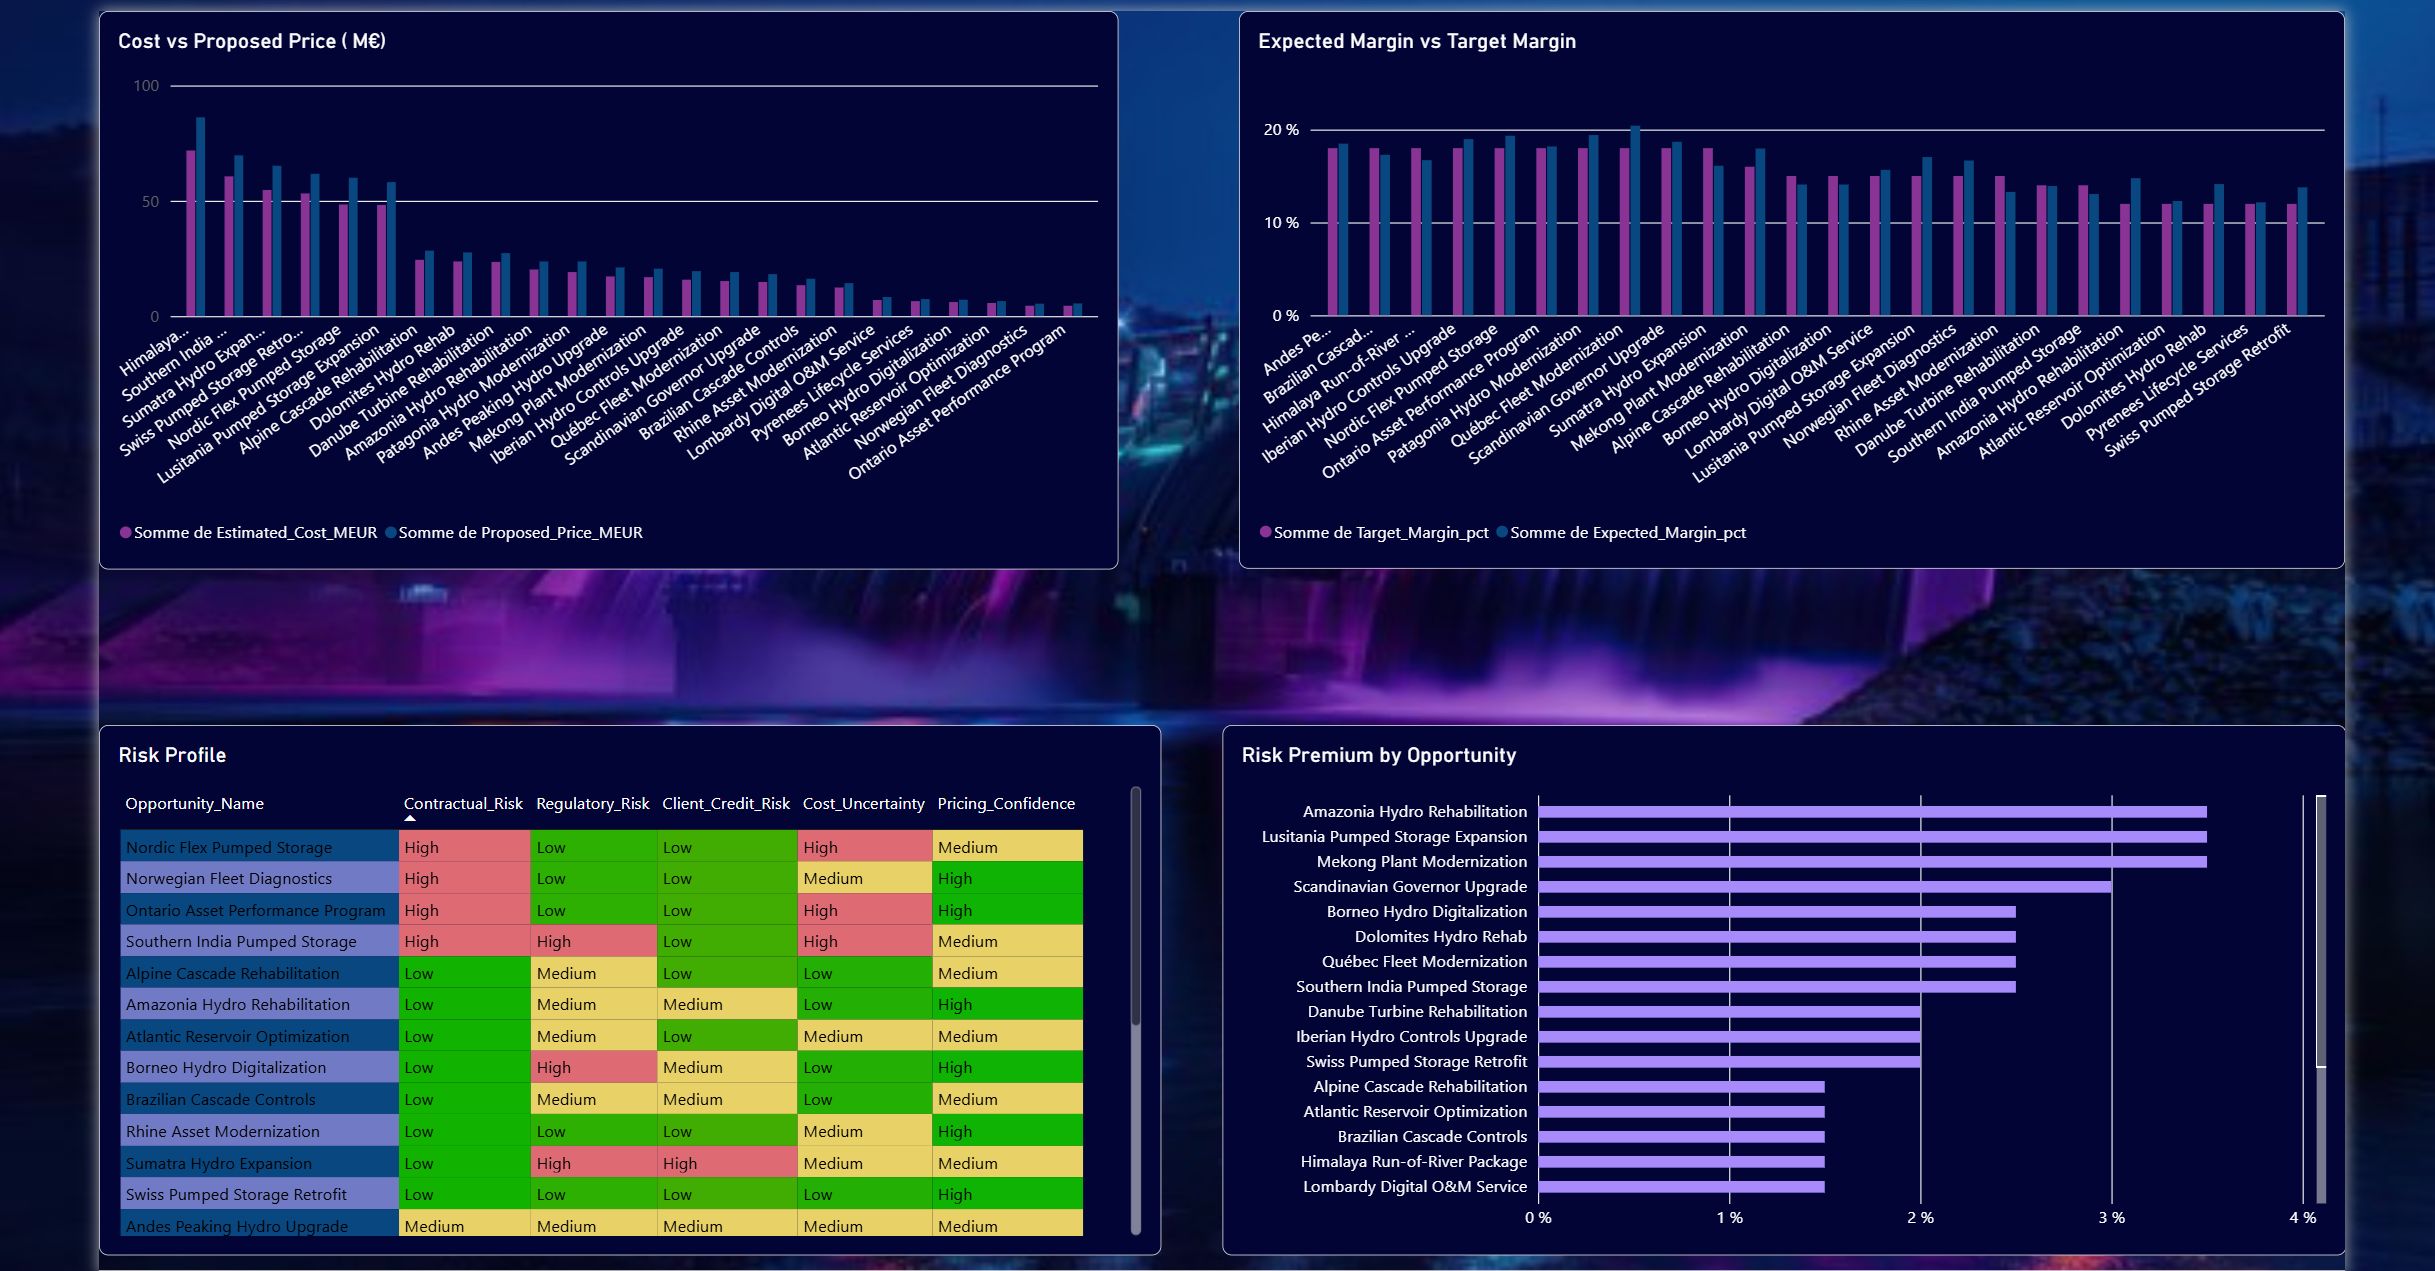 Cost vs Proposed Price ( M€)
100
50
0
Himalaya...
Southern India ...
Sumatra Hydro Expan...
Swiss Pumped Storage Retro...
Nordic Flex Pumped Storage
Lusitania Pumped Storage Expansion
Alpine Cascade Rehabilitation
Dolomites Hydro Rehab
Danube Turbine Rehabilitation
Amazonia Hydro Rehabilitation
Patagonia Hydro Modernization
Andes Peaking Hydro Upgrade
Mekong Plant Modernization
Iberian Hydro Controls Upgrade
Québec Fleet Modernization
Scandinavian Governor Upgrade
Brazilian Cascade Controls
Rhine Asset Modernization
Lombardy Digital O&M Service
Pyrenees Lifecycle Services
Borneo Hydro Digitalization
Atlantic Reservoir Optimization
Norwegian Fleet Diagnostics
Ontario Asset Performance Program
Somme de Estimated_Cost_MEUR Somme de Proposed_Price_MEUR
Expected Margin vs Target Margin
20 %
10 %
0 %
Andes Pe...
Brazilian Cascad...
Himalaya Run-of-River ...
Iberian Hydro Controls Upgrade
Nordic Flex Pumped Storage
Ontario Asset Performance Program
Patagonia Hydro Modernization
Québec Fleet Modernization
Scandinavian Governor Upgrade
Sumatra Hydro Expansion
Mekong Plant Modernization
Alpine Cascade Rehabilitation
Borneo Hydro Digitalization
Lombardy Digital O&M Service
Lusitania Pumped Storage Expansion
Norwegian Fleet Diagnostics
Rhine Asset Modernization
Danube Turbine Rehabilitation
Southern India Pumped Storage
Amazonia Hydro Rehabilitation
Atlantic Reservoir Optimization
Dolomites Hydro Rehab
Pyrenees Lifecycle Services
Swiss Pumped Storage Retrofit
Somme de Target_Margin_pct Somme de Expected_Margin_pct
Risk Profile
Opportunity_Name Contractual_Risk Regulatory_Risk Client_Credit_Risk Cost_Uncertainty Pricing_Confidence
Nordic Flex Pumped Storage High Low Low High Medium
Norwegian Fleet Diagnostics High Low Low Medium High
Ontario Asset Performance Program High Low Low High High
Southern India Pumped Storage High High Low High Medium
Alpine Cascade Rehabilitation Low Medium Low Low Medium
Amazonia Hydro Rehabilitation Low Medium Medium Low High
Atlantic Reservoir Optimization Low Medium Low Medium Medium
Borneo Hydro Digitalization Low High Medium Low High
Brazilian Cascade Controls Low Medium Medium Low Medium
Rhine Asset Modernization Low Low Low Medium High
Sumatra Hydro Expansion Low High High Medium Medium
Swiss Pumped Storage Retrofit Low Low Low Low High
Andes Peaking Hydro Upgrade Medium Medium Medium Medium Medium
Risk Premium by Opportunity
Amazonia Hydro Rehabilitation
Lusitania Pumped Storage Expansion
Mekong Plant Modernization
Scandinavian Governor Upgrade
Borneo Hydro Digitalization
Dolomites Hydro Rehab
Québec Fleet Modernization
Southern India Pumped Storage
Danube Turbine Rehabilitation
Iberian Hydro Controls Upgrade
Swiss Pumped Storage Retrofit
Alpine Cascade Rehabilitation
Atlantic Reservoir Optimization
Brazilian Cascade Controls
Himalaya Run-of-River Package
Lombardy Digital O&M Service
0 % 1 % 2 % 3 % 4 %